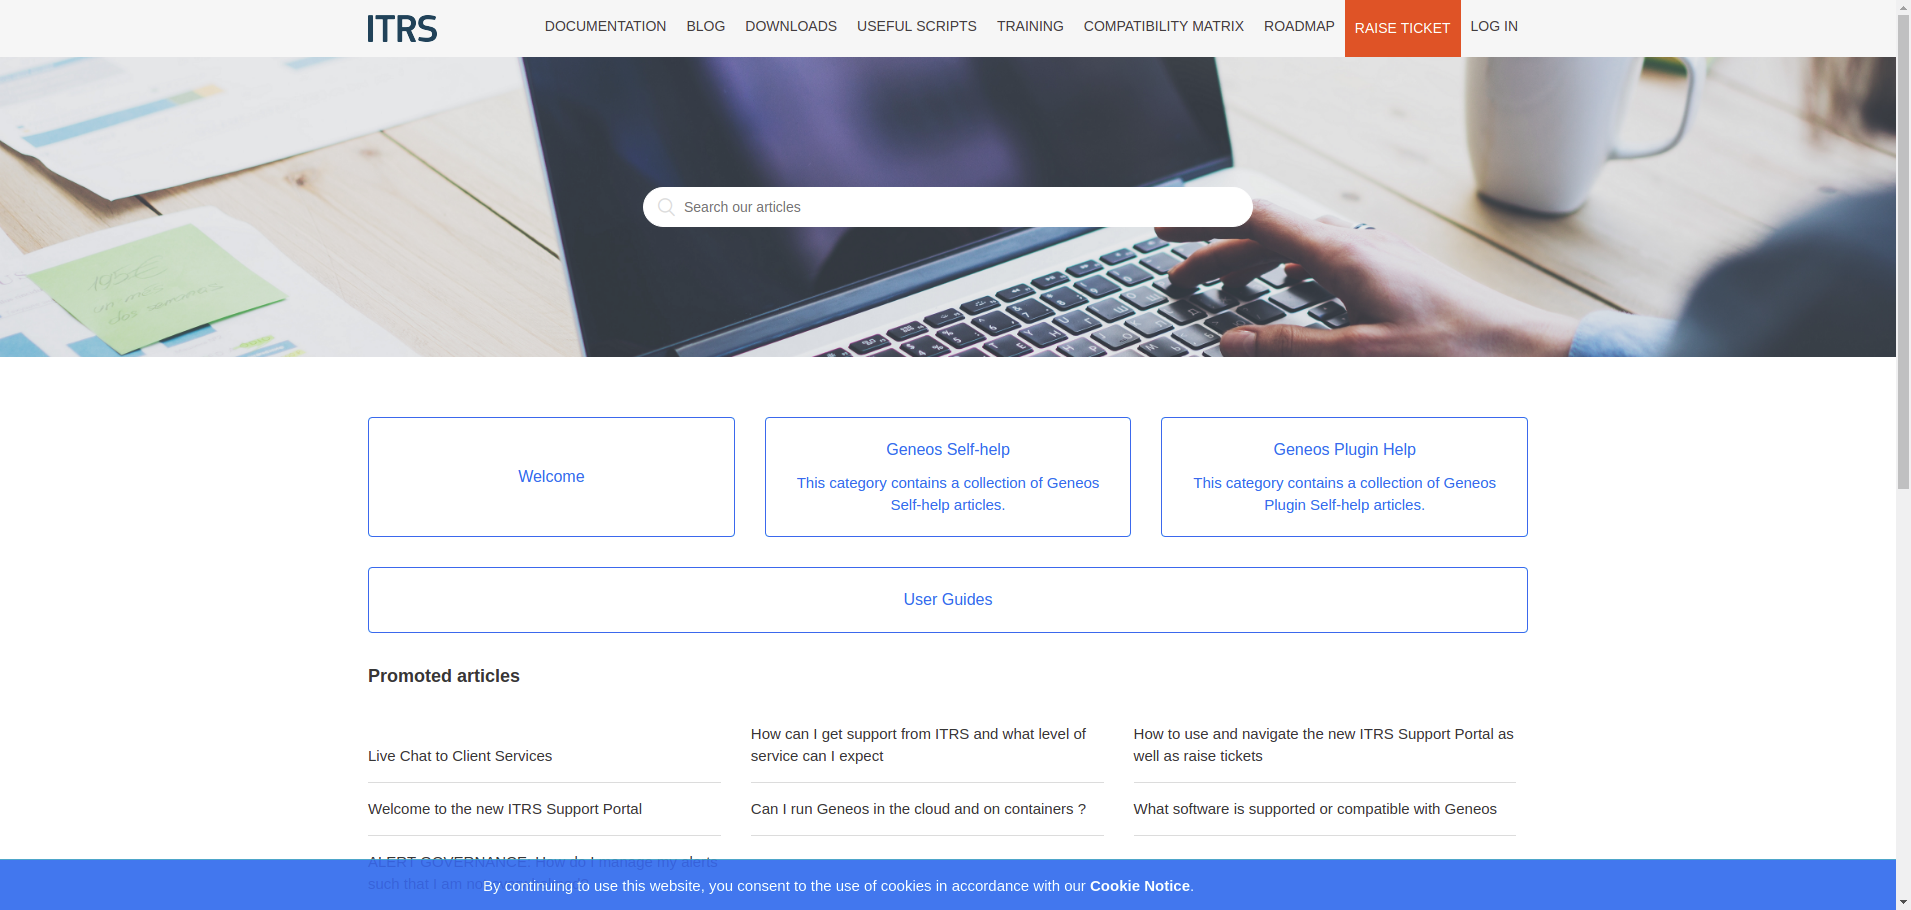 ITRS
DOCUMENTATION BLOG DOWNLOADS USEFUL SCRIPTS TRAINING COMPATIBILITY MATRIX ROADMAP RAISE TICKET LOG IN
Search our articles
Welcome
Geneos Self-help
This category contains a collection of Geneos
Self-help articles.
Geneos Plugin Help
This category contains a collection of Geneos
Plugin Self-help articles.
User Guides
Promoted articles
Live Chat to Client Services
How can I get support from ITRS and what level of
service can I expect
How to use and navigate the new ITRS Support Portal as
well as raise tickets
Welcome to the new ITRS Support Portal
Can I run Geneos in the cloud and on containers ?
What software is supported or compatible with Geneos
ALERT GOVERNANCE: How do I manage my alerts
such that I am
By continuing to use this website, you consent to the use of cookies in accordance with our Cookie Notice.